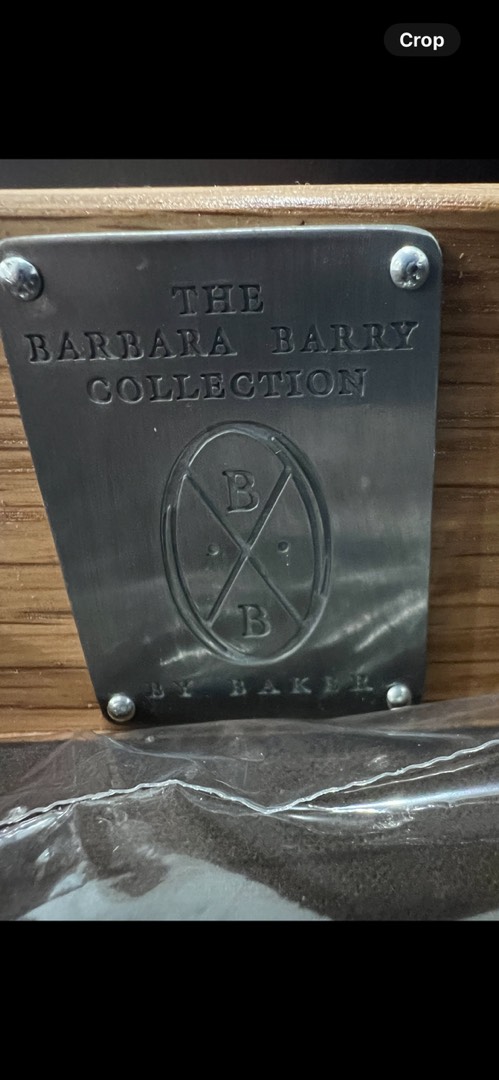 Crop
THE
BARBARA BARRY
COLLECTION
B
B
BY BAKER